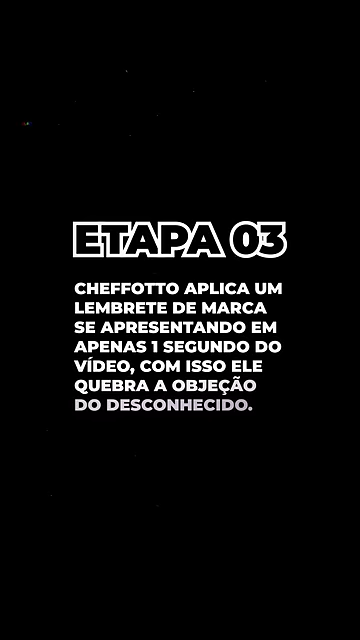 ETAPA 03
CHEFFOTTO APLICA UM
LEMBRETE DE MARCA
SE APRESENTANDO EM
APENAS 1 SEGUNDO DO
VÍDEO, COM ISSO ELE
QUEBRA A OBJEÇÃO
DO DESCONHECIDO.